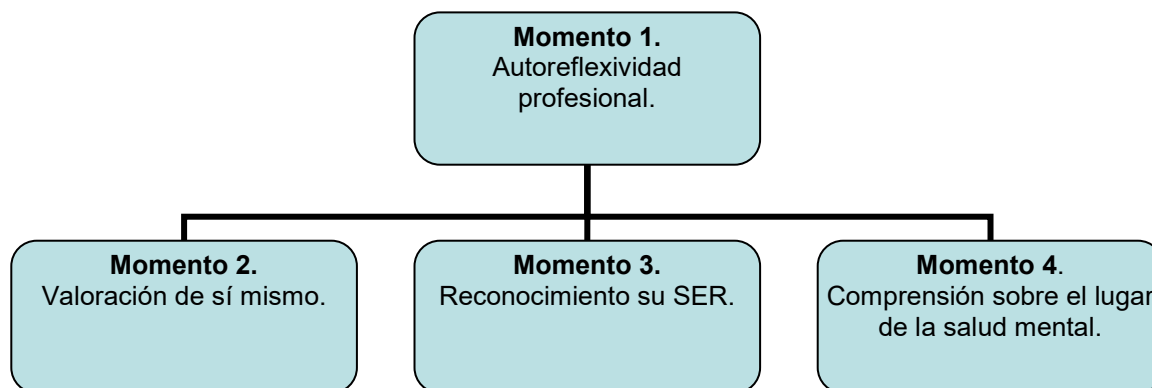 Momento 1.
Autoreflexividad
profesional.
Momento 2.
Valoración de sí mismo.
Momento 3.
Reconocimiento su SER.
Momento 4.
Comprensión sobre el lugar
de la salud mental.